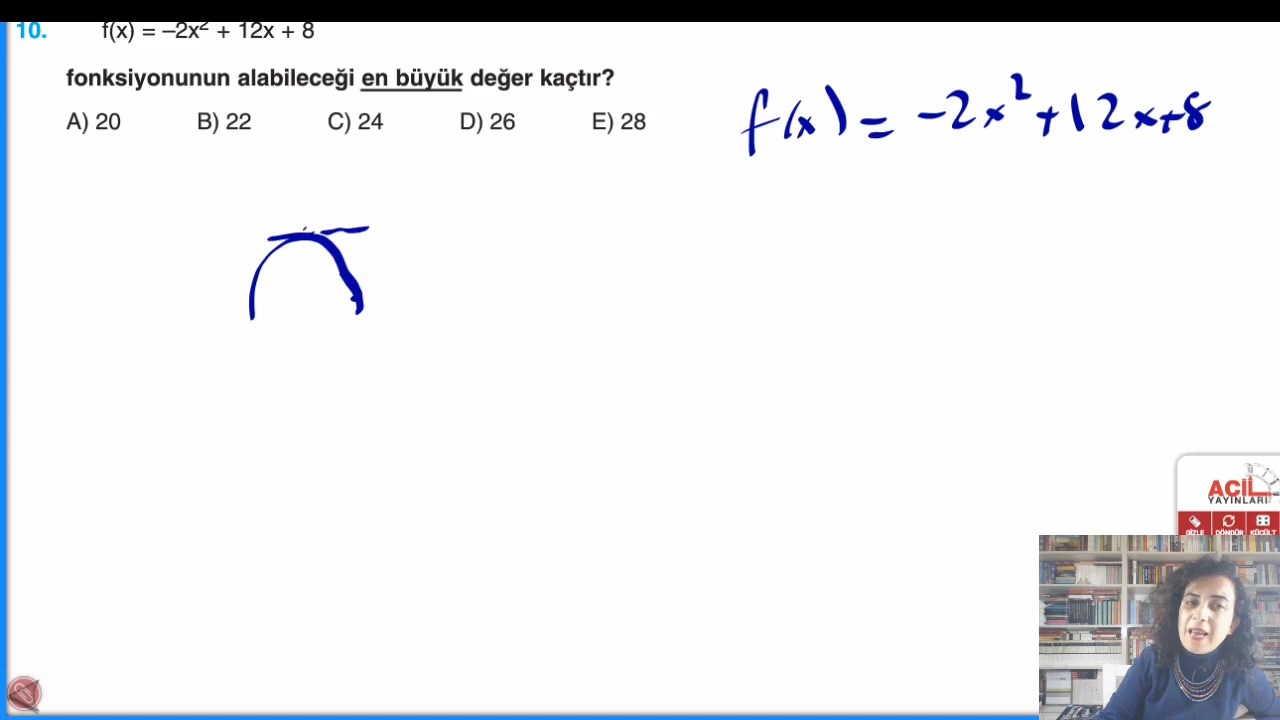 10. f(x) = –2x² + 12x + 8
fonksiyonunun alabileceği en büyük değer kaçtır?
A) 20 B) 22 C) 24 D) 26 E) 28
f(x) = -2x² + 12x + 8
ACİL
YAYINLARI
GİZLE DÖNDÜR KÜÇÜLT